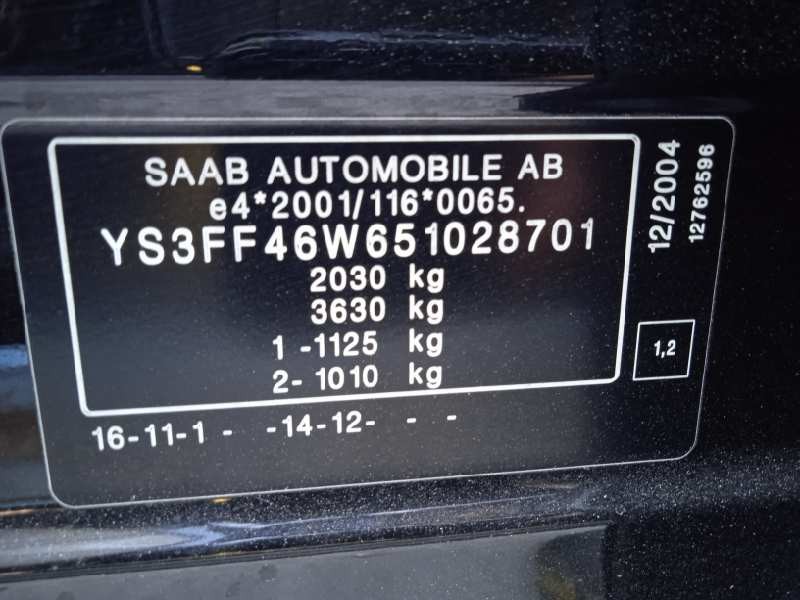 SAAB AUTOMOBILE AB
e4*2001/116*0065.
YS3FF46W651028701
2030 kg
3630 kg
1 -1125 kg
2- 1010 kg
16-11-1 - -14-12- - -
12/2004
12762596
1,2